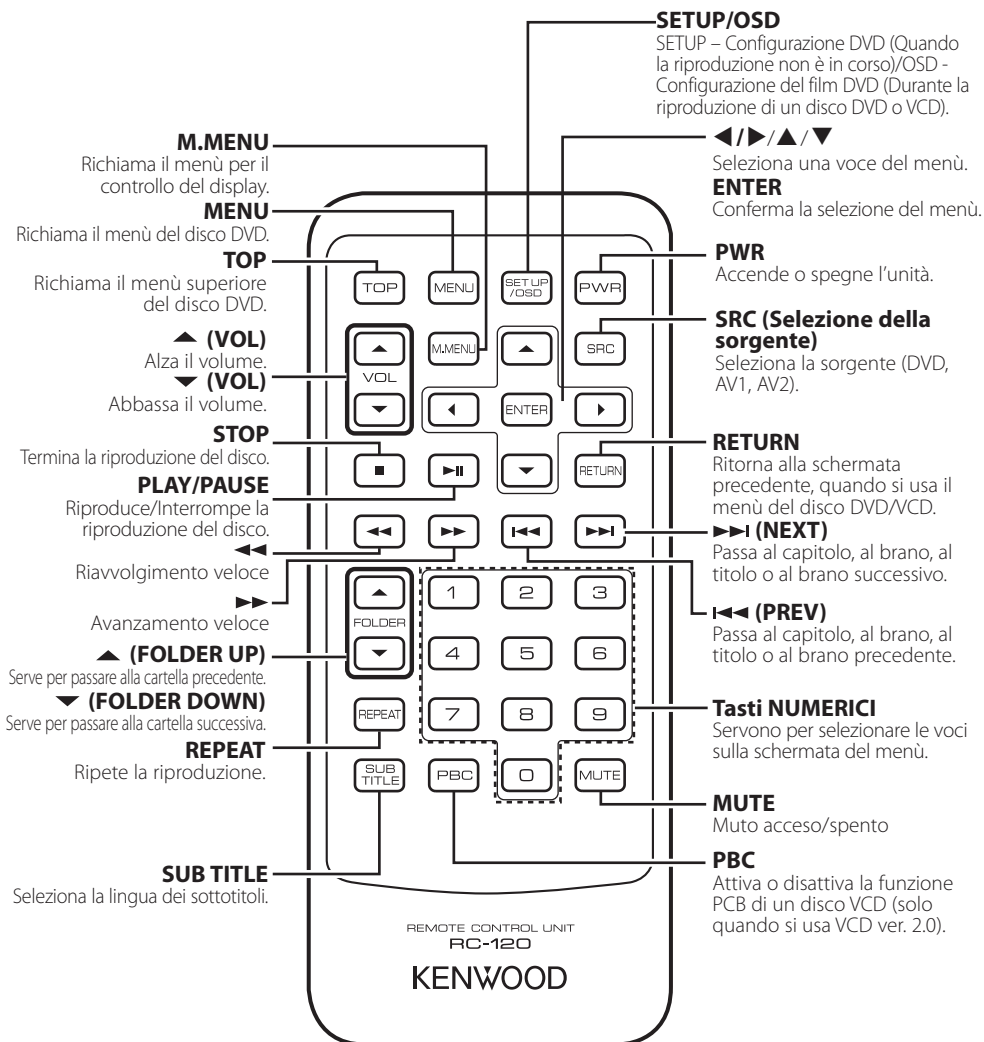 SETUP/OSD
SETUP – Configurazione DVD (Quando
la riproduzione non è in corso)/OSD -
Configurazione del film DVD (Durante la
riproduzione di un disco DVD o VCD).
◀/▶/▲/▼
Seleziona una voce del menù.
ENTER
Conferma la selezione del menù.
PWR
Accende o spegne l’unità.
SRC (Selezione della
sorgente)
Seleziona la sorgente (DVD,
AV1, AV2).
RETURN
Ritorna alla schermata
precedente, quando si usa il
menù del disco DVD/VCD.
►►I (NEXT)
Passa al capitolo, al brano, al
titolo o al brano successivo.
I◄◄ (PREV)
Passa al capitolo, al brano, al
titolo o al brano precedente.
Tasti NUMERICI
Servono per selezionare le voci
sulla schermata del menù.
MUTE
Muto acceso/spento
PBC
Attiva o disattiva la funzione
PCB di un disco VCD (solo
quando si usa VCD ver. 2.0).
M.MENU
Richiama il menù per il
controllo del display.
MENU
Richiama il menù del disco DVD.
TOP
Richiama il menù superiore
del disco DVD.
▲ (VOL)
Alza il volume.
▼ (VOL)
Abbassa il volume.
STOP
Termina la riproduzione del disco.
PLAY/PAUSE
Riproduce/Interrompe la
riproduzione del disco.
◄◄
Riavvolgimento veloce
►►
Avanzamento veloce
▲ (FOLDER UP)
Serve per passare alla cartella precedente.
▼ (FOLDER DOWN)
Serve per passare alla cartella successiva.
REPEAT
Ripete la riproduzione.
SUB TITLE
Seleziona la lingua dei sottotitoli.
TOP MENU SET UP /OSD PWR
VOL M.MENU SRC
ENTER
RETURN
FOLDER
1 2 3
4 5 6
REPEAT 7 8 9
SUB TITLE PBC 0 MUTE
REMOTE CONTROL UNIT
RC-120
KENWOOD